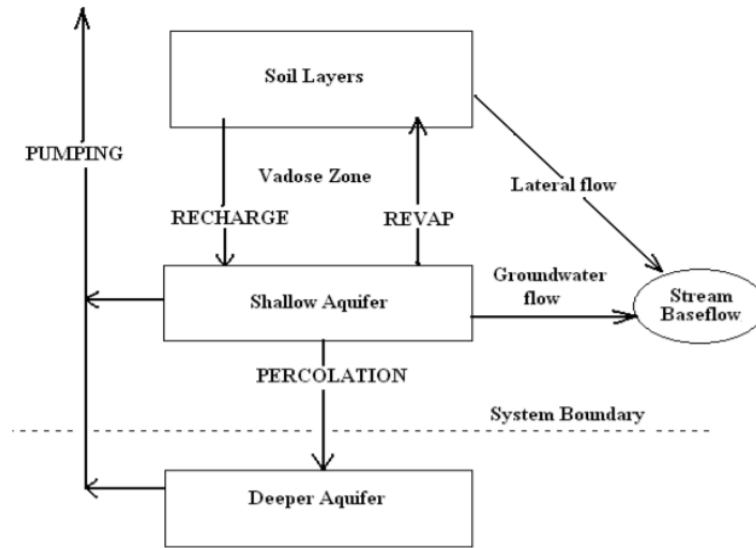 Soil Layers
PUMPING
Vadose Zone
Lateral flow
RECHARGE
REVAP
Groundwater
flow
Shallow Aquifer
Stream
Baseflow
PERCOLATION
System Boundary
Deeper Aquifer